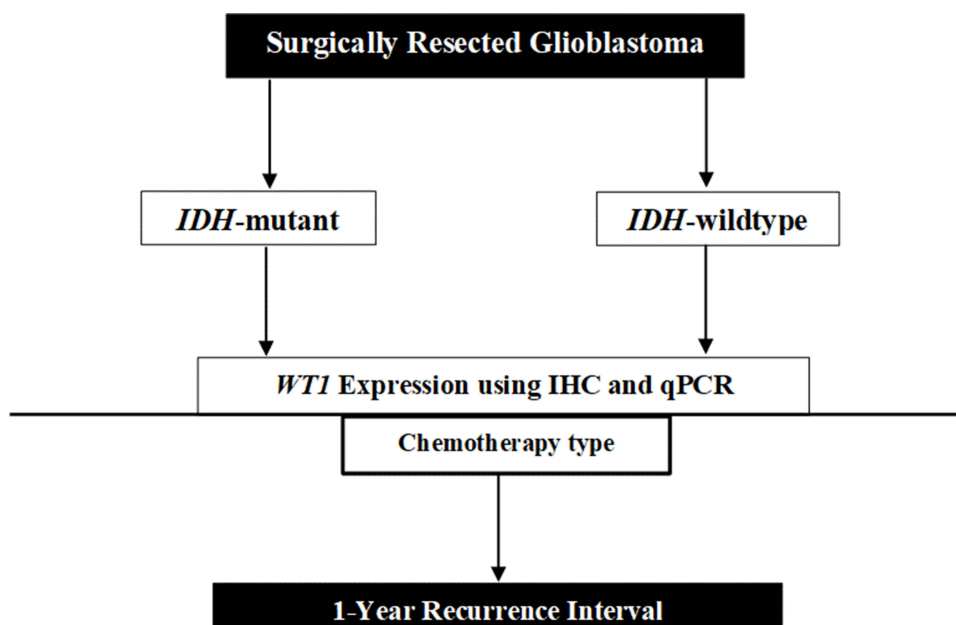 Surgically Resected Glioblastoma
IDH-mutant
IDH-wildtype
WT1 Expression using IHC and qPCR
Chemotherapy type
1-Year Recurrence Interval